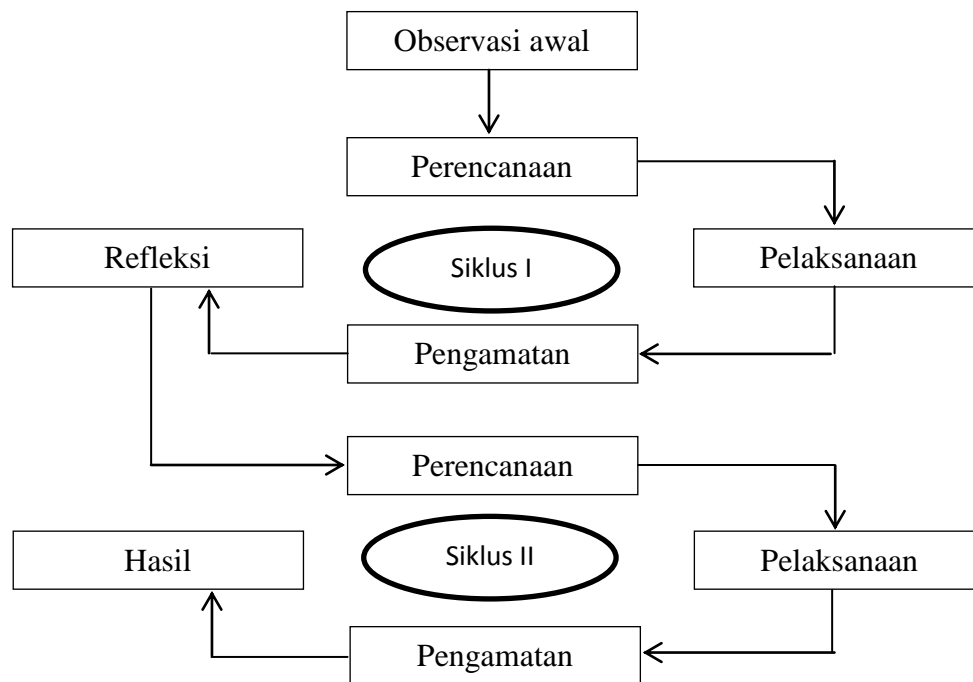 Observasi awal
Perencanaan
Refleksi
Siklus I
Pelaksanaan
Pengamatan
Perencanaan
Hasil
Siklus II
Pelaksanaan
Pengamatan